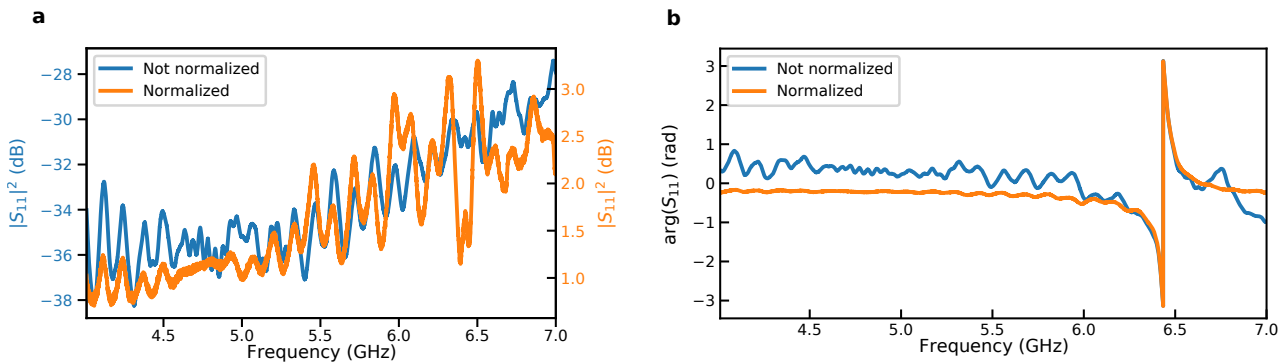 a
b
Not normalized
Normalized
−28
−30
−32
−34
−36
−38
|S₁₁|² (dB)
3.0
2.5
2.0
1.5
1.0
|S₁₁|² (dB)
4.5 5.0 5.5 6.0 6.5 7.0
Frequency (GHz)
Not normalized
Normalized
3
2
1
0
−1
−2
−3
arg(S₁₁) (rad)
4.5 5.0 5.5 6.0 6.5 7.0
Frequency (GHz)